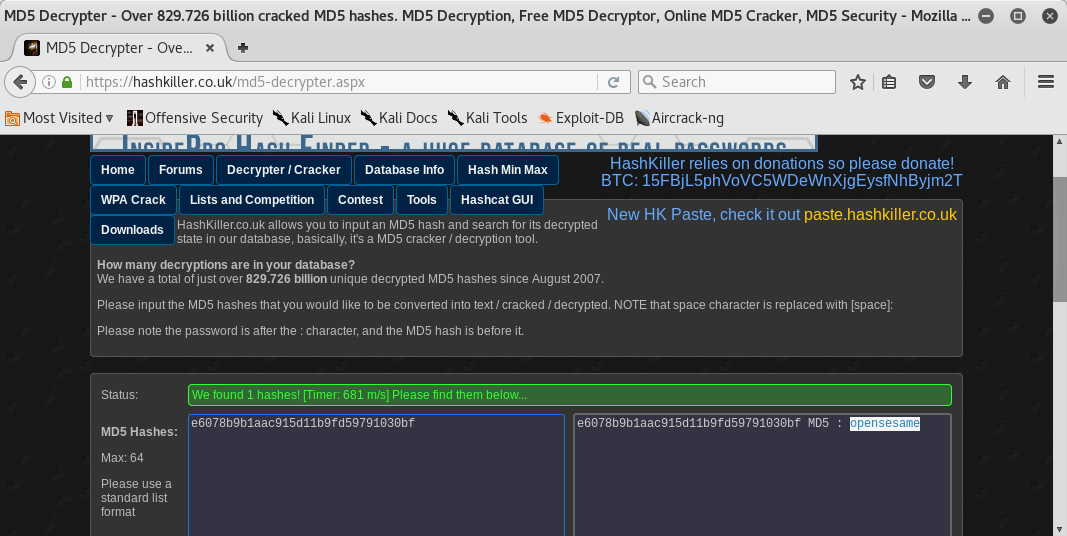 MD5 Decrypter - Over 829.726 billion cracked MD5 hashes. MD5 Decryption, Free MD5 Decryptor, Online MD5 Cracker, MD5 Security - Mozilla ...
MD5 Decrypter - Ove...
https://hashkiller.co.uk/md5-decrypter.aspx
Search
Most Visited
Offensive Security
Kali Linux
Kali Docs
Kali Tools
Exploit-DB
Aircrack-ng
InsidePro Hash Finder - a huge database of real passwords
Home
Forums
Decrypter / Cracker
Database Info
Hash Min Max
WPA Crack
Lists and Competition
Contest
Tools
Hashcat GUI
Downloads
HashKiller relies on donations so please donate!
BTC: 15FBjL5phVoVC5WDeWnXjgEysfNhByjm2T
New HK Paste, check it out paste.hashkiller.co.uk
HashKiller.co.uk allows you to input an MD5 hash and search for its decrypted
state in our database, basically, it's a MD5 cracker / decryption tool.
How many decryptions are in your database?
We have a total of just over 829.726 billion unique decrypted MD5 hashes since August 2007.
Please input the MD5 hashes that you would like to be converted into text / cracked / decrypted. NOTE that space character is replaced with [space]:
Please note the password is after the : character, and the MD5 hash is before it.
Status:
We found 1 hashes! [Timer: 681 m/s] Please find them below...
MD5 Hashes:
Max: 64
Please use a
standard list
format
e6078b9b1aac915d11b9fd59791030bf
e6078b9b1aac915d11b9fd59791030bf MD5 : opensesame